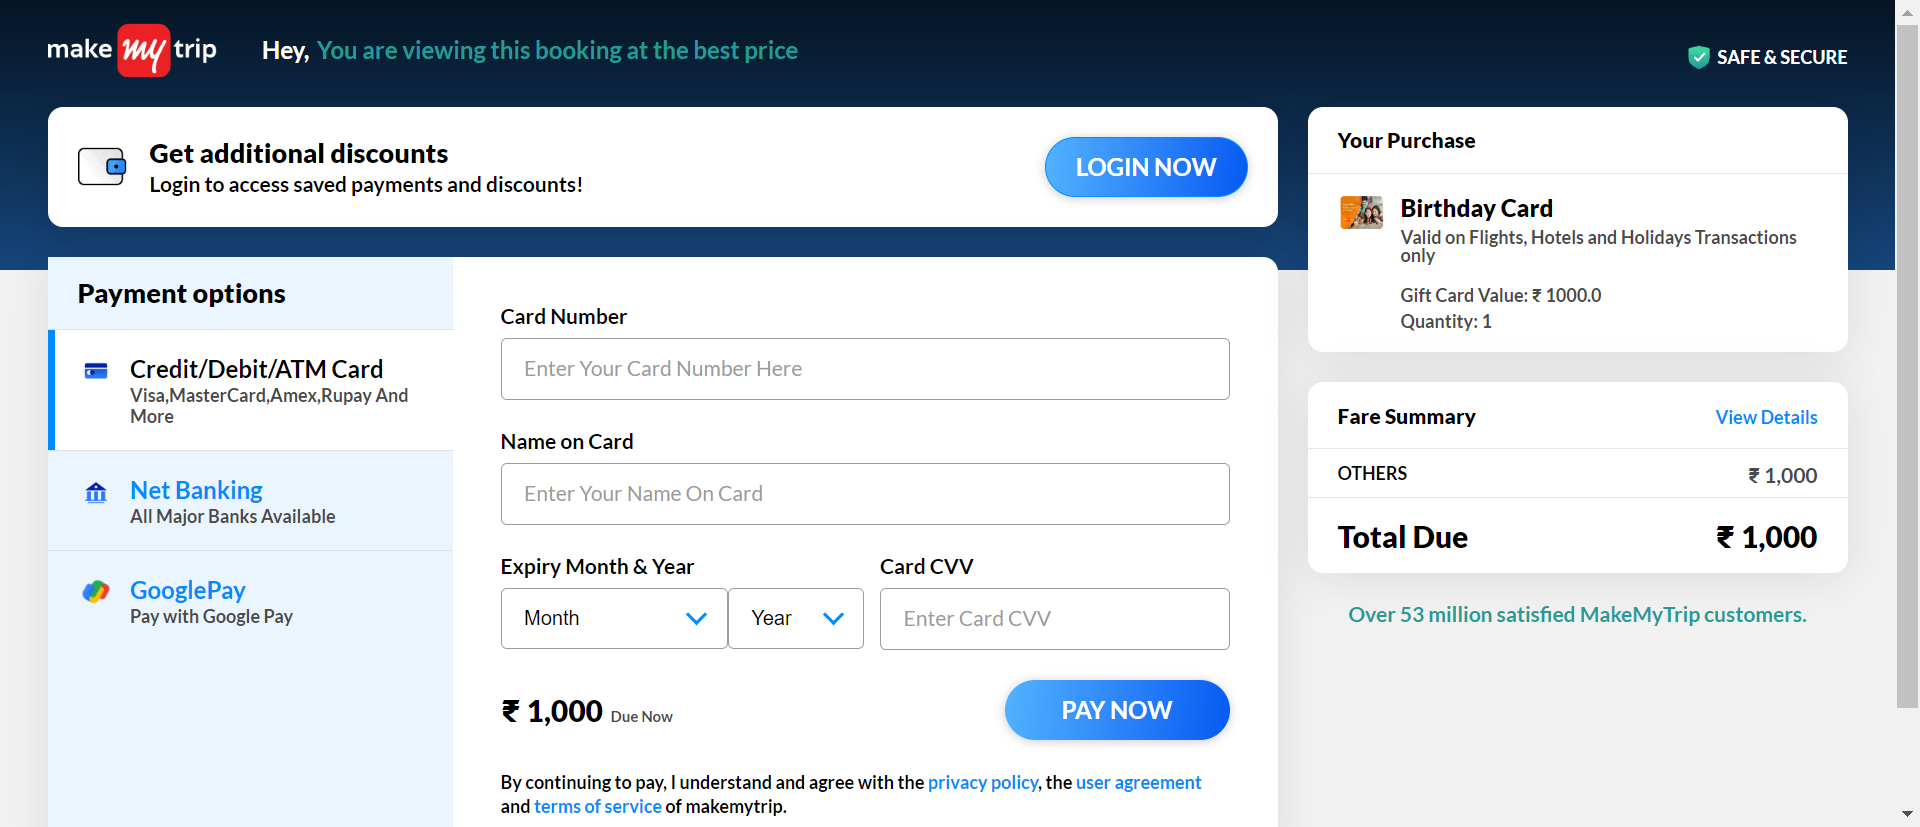 make my trip
Hey, You are viewing this booking at the best price
SAFE & SECURE
Get additional discounts
Login to access saved payments and discounts!
LOGIN NOW
Payment options
Credit/Debit/ATM Card
Visa,MasterCard,Amex,Rupay And
More
Net Banking
All Major Banks Available
GooglePay
Pay with Google Pay
Card Number
Enter Your Card Number Here
Name on Card
Enter Your Name On Card
Expiry Month & Year
Card CVV
Month
Year
Enter Card CVV
₹ 1,000 Due Now
PAY NOW
By continuing to pay, I understand and agree with the privacy policy, the user agreement
and terms of service of makemytrip.
Your Purchase
Birthday Card
Valid on Flights, Hotels and Holidays Transactions
only
Gift Card Value: ₹ 1000.0
Quantity: 1
Fare Summary
View Details
OTHERS
₹ 1,000
Total Due
₹ 1,000
Over 53 million satisfied MakeMyTrip customers.